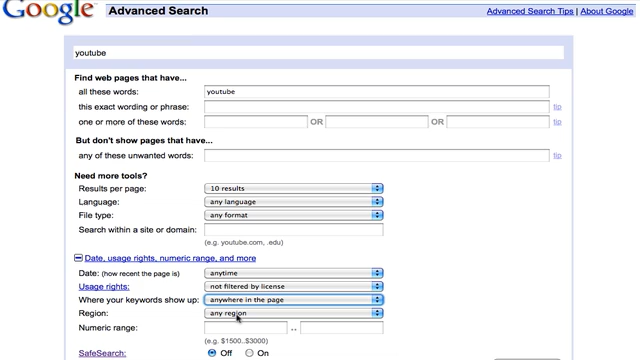 Google Advanced Search Advanced Search Tips | About Google
youtube
Find web pages that have...
all these words: youtube
this exact wording or phrase: tip
one or more of these words: OR OR tip
But don't show pages that have...
any of these unwanted words: tip
Need more tools?
Results per page: 10 results
Language: any language
File type: any format
Search within a site or domain:
(e.g. youtube.com, .edu)
Date, usage rights, numeric range, and more
Date: (how recent the page is) anytime
Usage rights: not filtered by license
Where your keywords show up: anywhere in the page
Region: any region
Numeric range: ..
(e.g. $1500..$3000)
SafeSearch: Off On